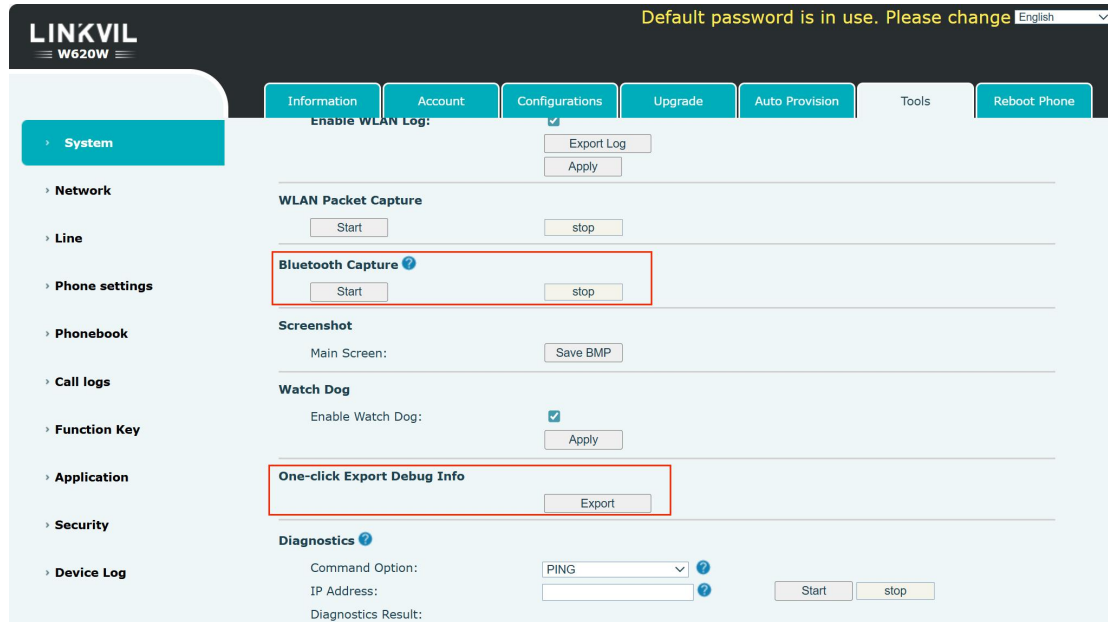 Default password is in use. Please change English
LINKVIL
W620W
Information Account Configurations Upgrade Auto Provision Tools Reboot Phone
System
Network
Line
Phone settings
Phonebook
Call logs
Function Key
Application
Security
Device Log
Enable WLAN Log:
Export Log
Apply
WLAN Packet Capture
Start stop
Bluetooth Capture ?
Start stop
Screenshot
Main Screen: Save BMP
Watch Dog
Enable Watch Dog:
Apply
One-click Export Debug Info
Export
Diagnostics ?
Command Option: PING ?
IP Address: ? Start stop
Diagnostics Result: